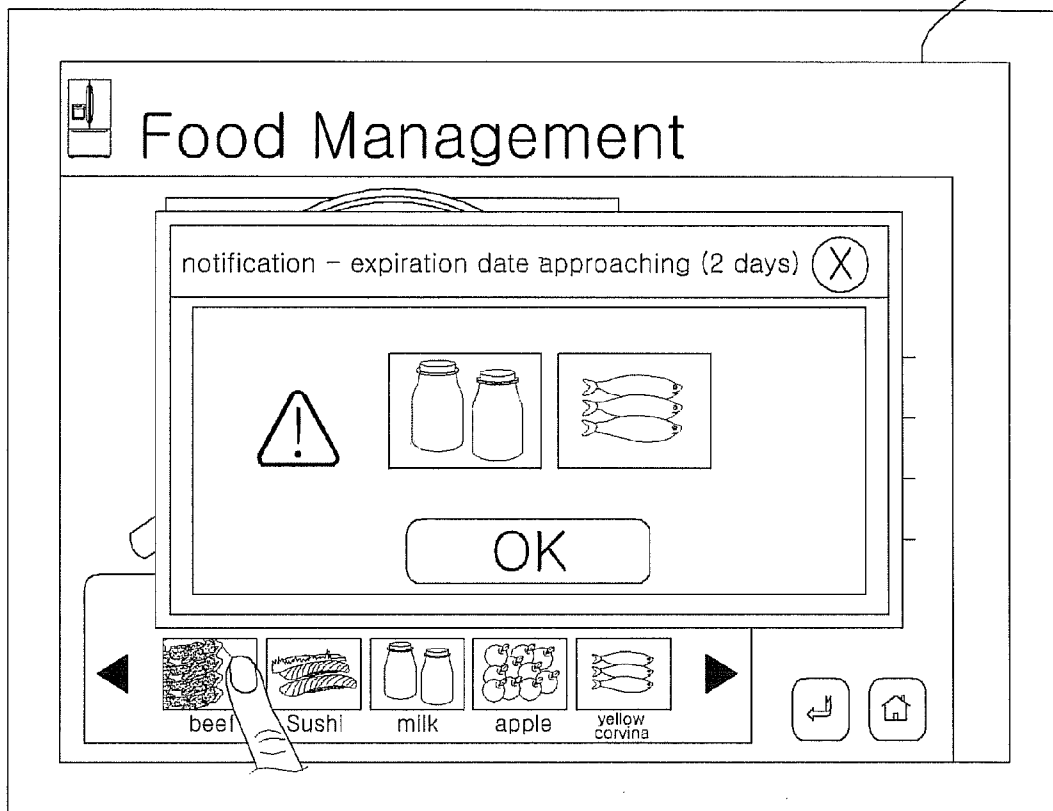 Food Management
notification - expiration date approaching (2 days) X
OK
beef Sushi milk apple yellow
corvina